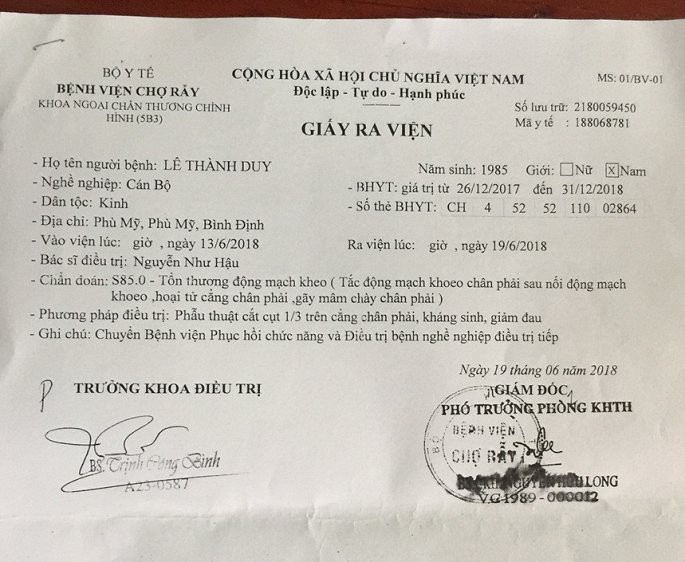 BỘ Y TẾ
BỆNH VIỆN CHỢ RẪY
KHOA NGOẠI CHẤN THƯƠNG CHỈNH
HÌNH (5B3)
CỘNG HÒA XÃ HỘI CHỦ NGHĨA VIỆT NAM
Độc lập - Tự do - Hạnh phúc
MS: 01/BV-01
Số lưu trữ: 2180059450
Mã y tế : 188068781
GIẤY RA VIỆN
- Họ tên người bệnh: LÊ THÀNH DUY
Năm sinh: 1985 Giới: Nữ X Nam
- Nghề nghiệp: Cán Bộ
- BHYT: giá trị từ 26/12/2017 đến 31/12/2018
- Dân tộc: Kinh
- Số thẻ BHYT: CH 4 52 52 110 02864
- Địa chỉ: Phù Mỹ, Phù Mỹ, Bình Định
- Vào viện lúc: giờ , ngày 13/6/2018
Ra viện lúc: giờ , ngày 19/6/2018
- Bác sĩ điều trị: Nguyễn Như Hậu
- Chẩn đoán: S85.0 - Tổn thương động mạch kheo ( Tắc động mạch khoeo chân phải sau nối động mạch
khoeo ,hoại tử cẳng chân phải ,gãy mâm chày chân phải )
- Phương pháp điều trị: Phẫu thuật cắt cụt 1/3 trên cẳng chân phải, kháng sinh, giảm đau
- Ghi chú: Chuyển Bệnh viện Phục hồi chức năng và Điều trị bệnh nghề nghiệp điều trị tiếp
Ngày 19 tháng 06 năm 2018
TRƯỞNG KHOA ĐIỀU TRỊ
GIÁM ĐỐC
PHÓ TRƯỞNG PHÒNG KHTH
BỆNH VIỆN
CHỢ RẪY
BS. Trịnh Công Bình
A23-0587
NGUYỄN HỮU LONG
V.G 1989 - 000012